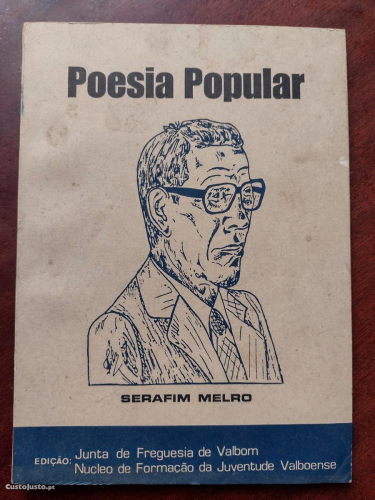 Poesia Popular
SERAFIM MELRO
EDIÇÃO: Junta de Freguesia de Valbom
Nucleo de Formação da Juventude Valboense
CustoJusto.pt